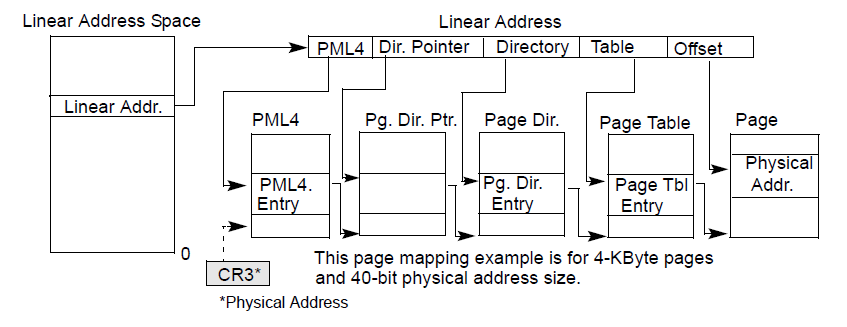 Linear Address Space
Linear Address
PML4 Dir. Pointer Directory Table Offset
Linear Addr.
PML4 Pg. Dir. Ptr. Page Dir. Page Table Page
Physical
Addr.
PML4.
Entry
Pg. Dir.
Entry
Page Tbl
Entry
0
CR3*
This page mapping example is for 4-KByte pages
and 40-bit physical address size.
*Physical Address